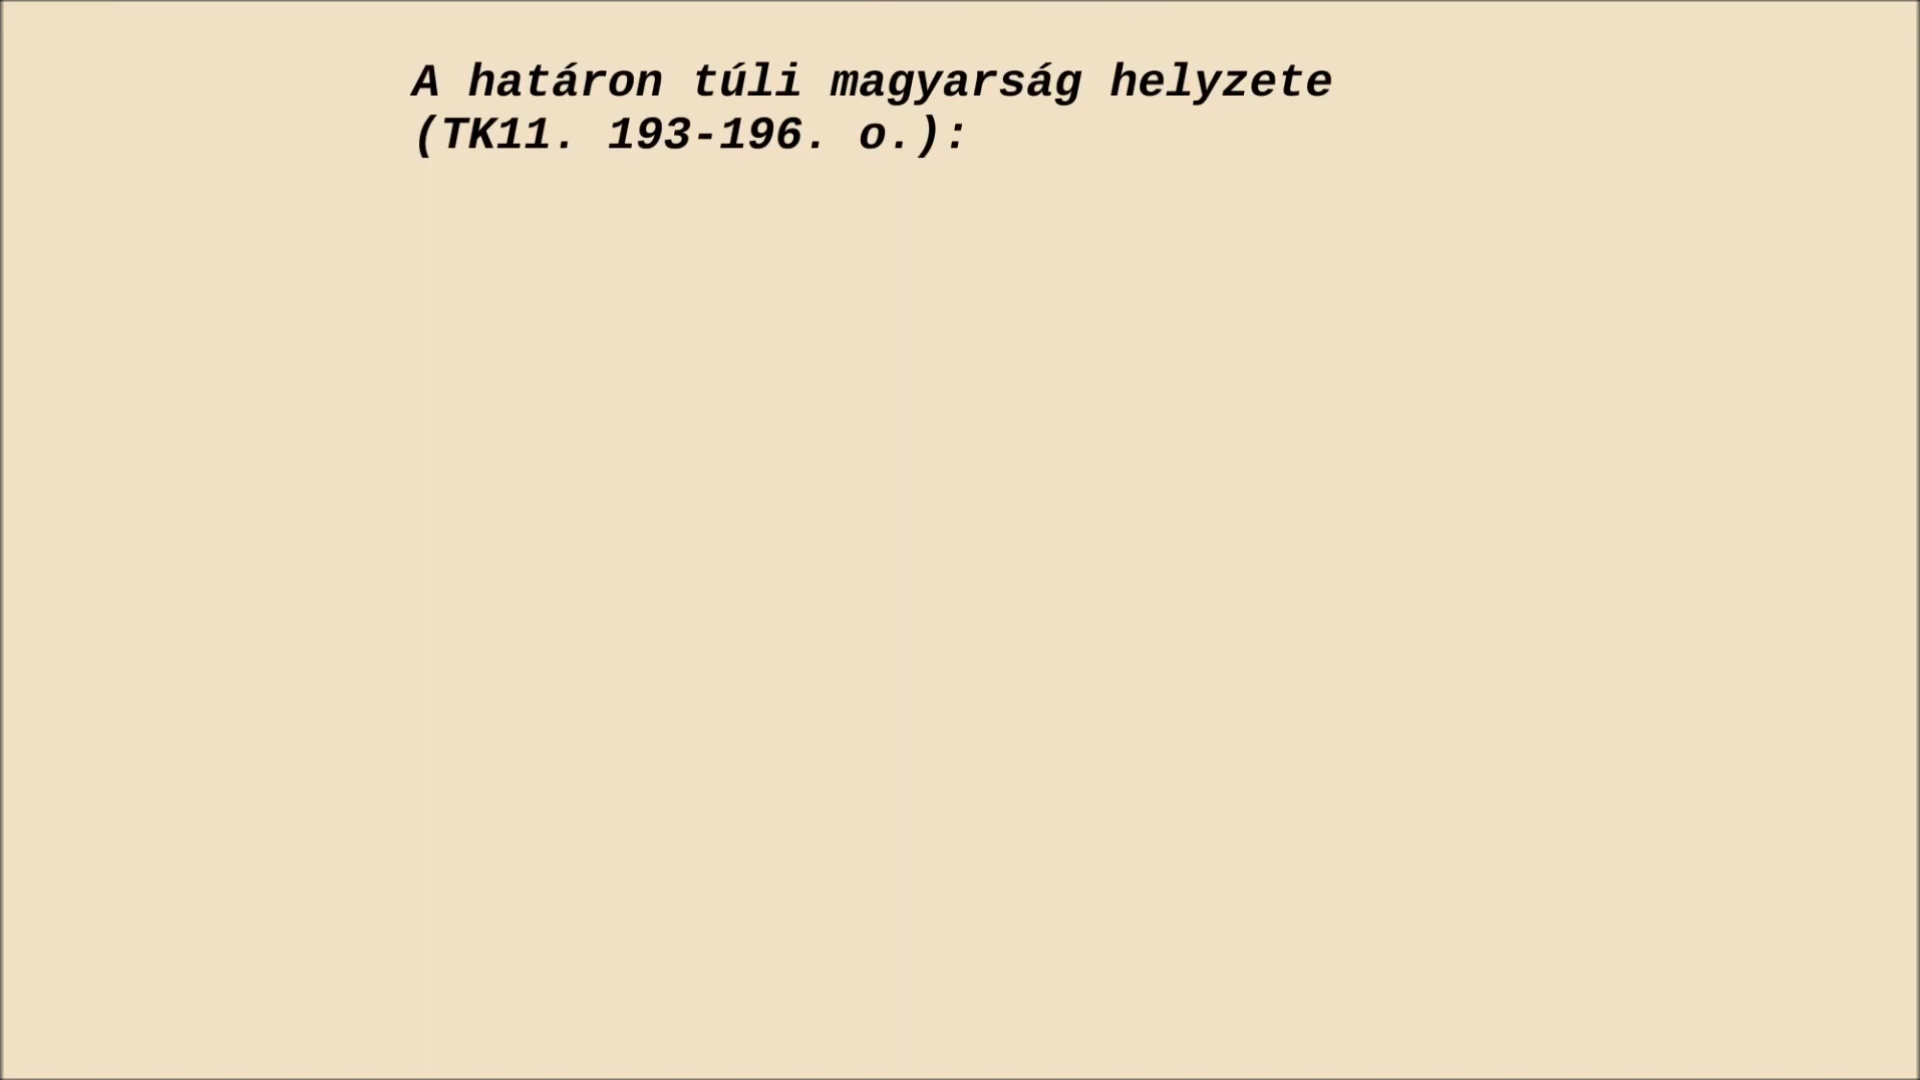 A határon túli magyarság helyzete
(TK11. 193-196. o.):